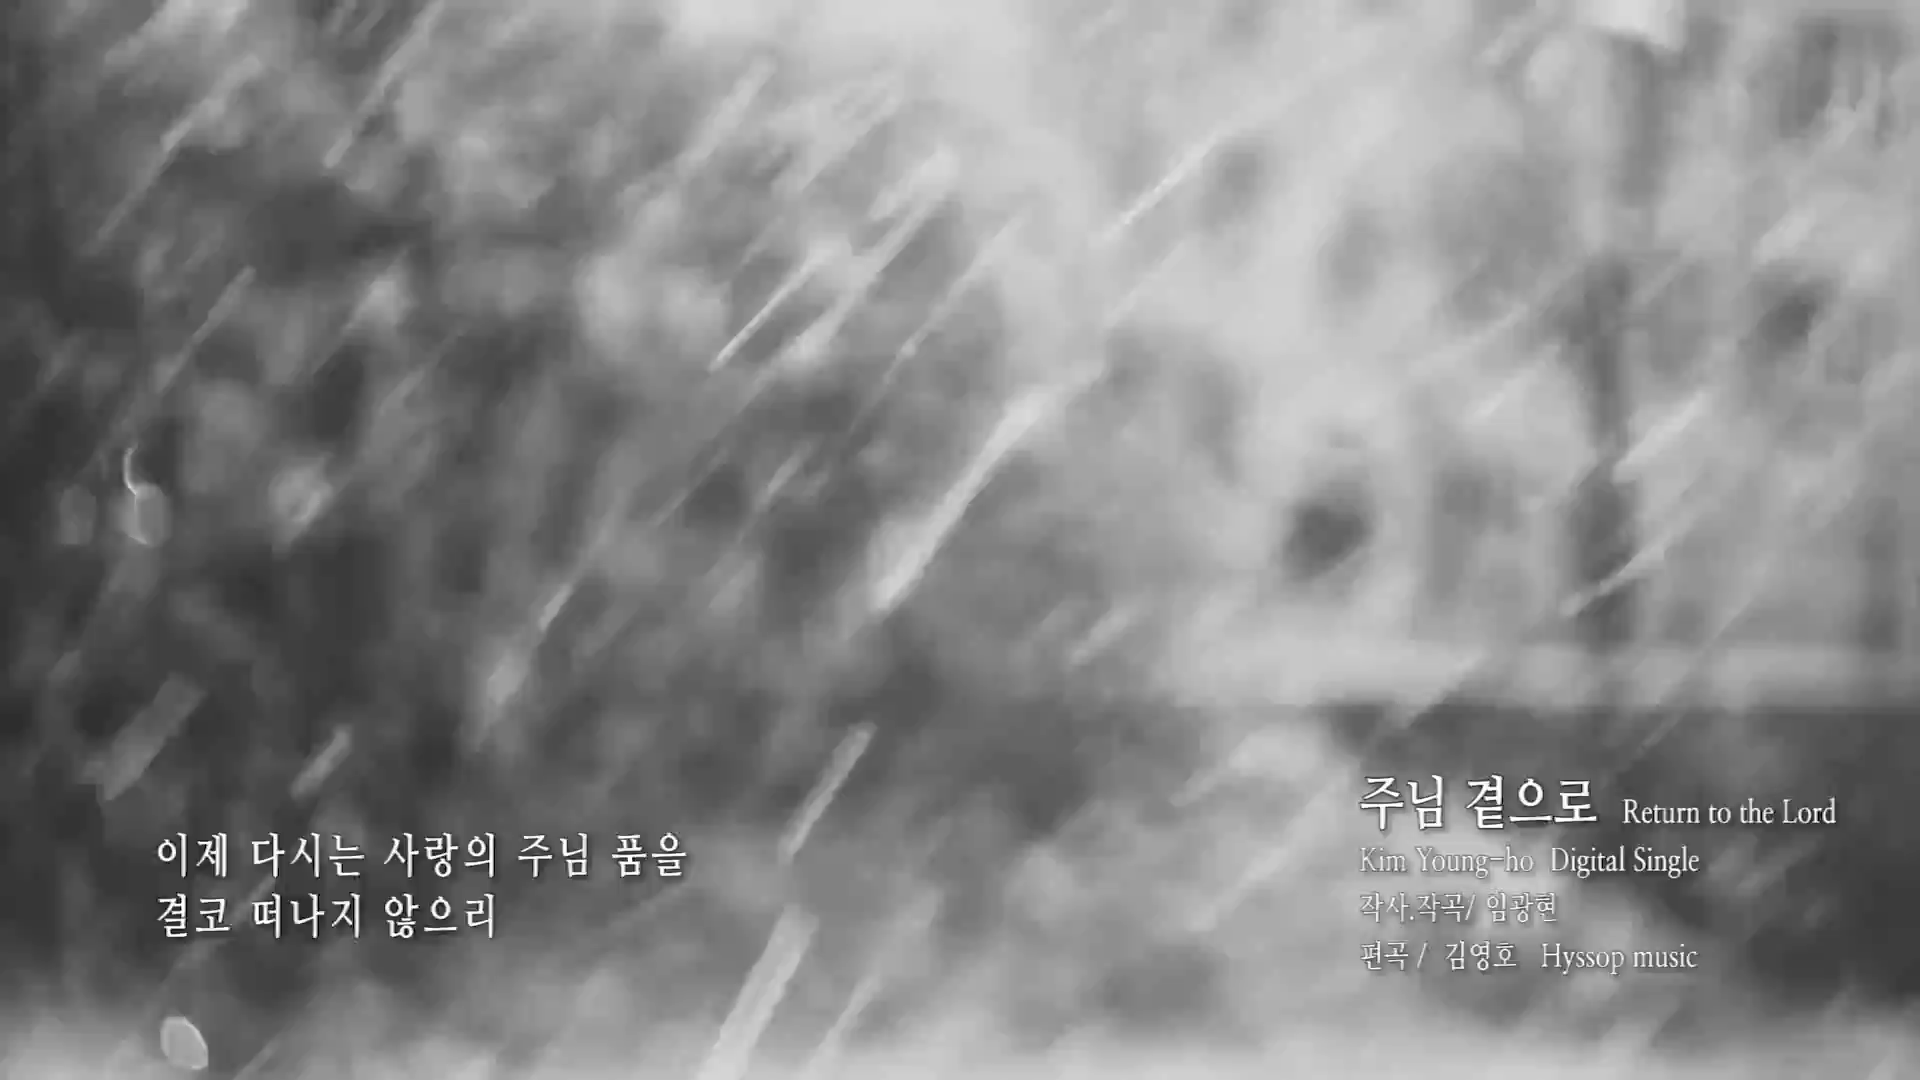 이제 다시는 사랑의 주님 품을
결코 떠나지 않으리
주님 곁으로 Return to the Lord
Kim Young-ho Digital Single
작사.작곡/ 임광현
편곡 / 김영호 Hyssop music